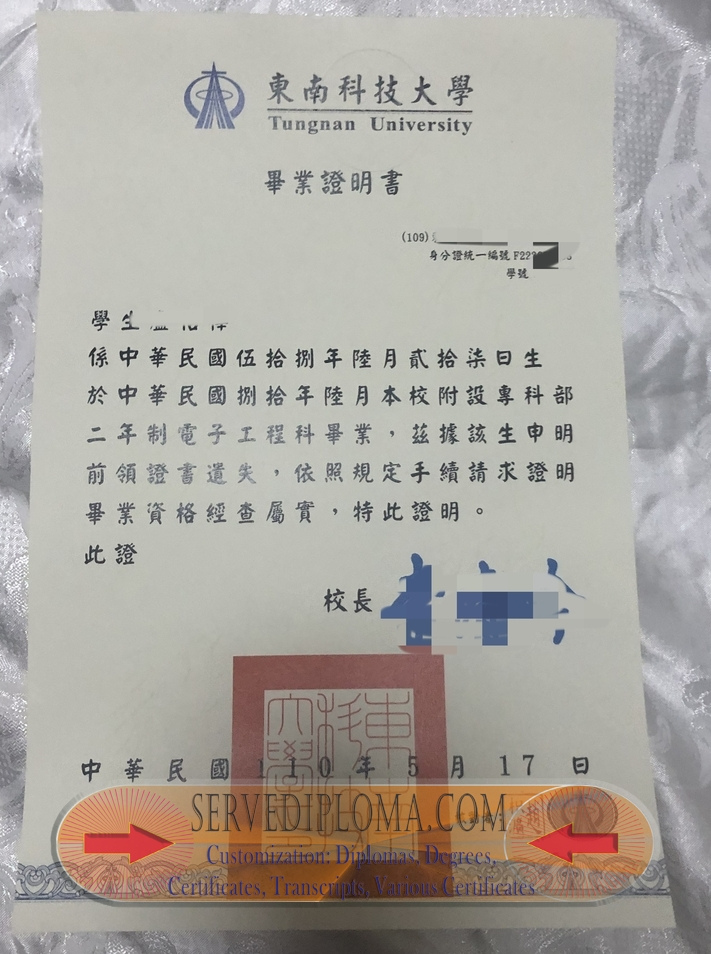 東南科技大學
Tungnan University
畢業證明書
(109)
身分證統一編號 F22
學號
學生
係中華民國伍拾捌年陸月貳拾柒日生
於中華民國捌拾年陸月本校附設專科部
二年制電子工程科畢業，茲據該生申明
前領證書遺失，依照規定手續請求證明
畢業資格經查屬實，特此證明。
此證
校長
中華民國 110 年 5 月 17 日
SERVEDIPLOMA.COM
Customization: Diplomas, Degrees,
Certificates, Transcripts, Various Certificates